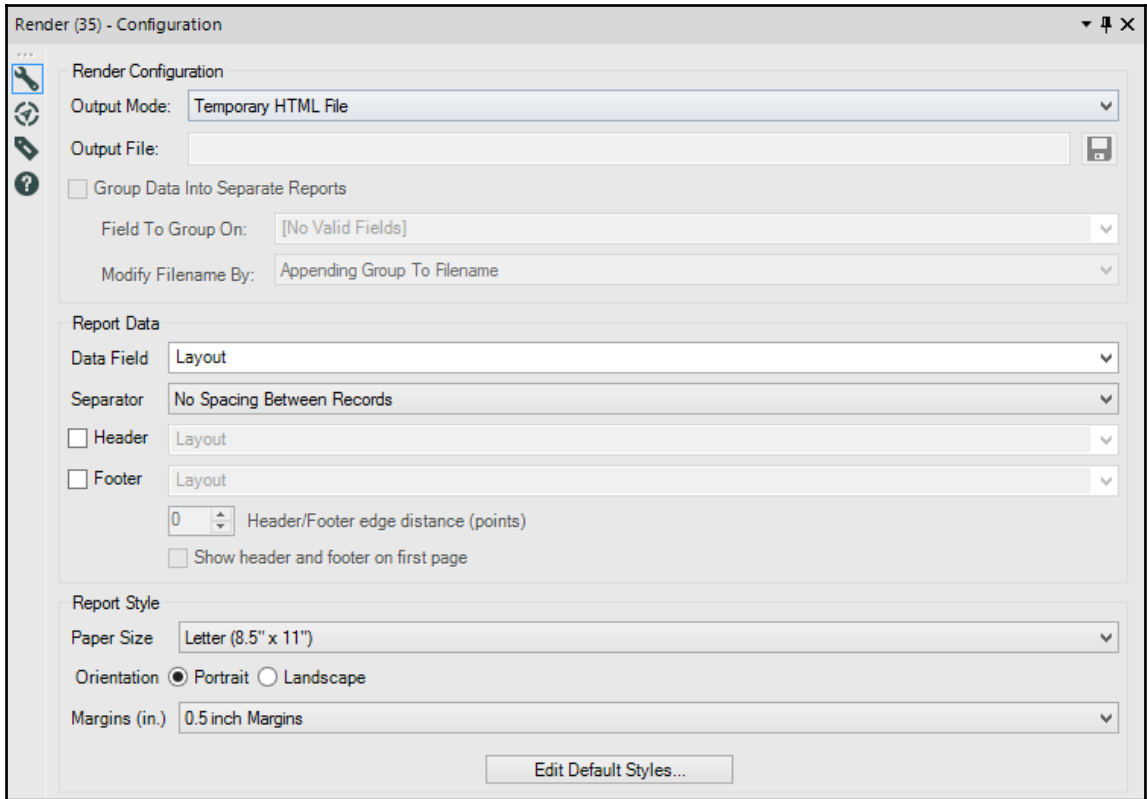 Render (35) - Configuration
Render Configuration
Output Mode: Temporary HTML File
Output File:
Group Data Into Separate Reports
Field To Group On: [No Valid Fields]
Modify Filename By: Appending Group To Filename
Report Data
Data Field Layout
Separator No Spacing Between Records
Header Layout
Footer Layout
0 Header/Footer edge distance (points)
Show header and footer on first page
Report Style
Paper Size Letter (8.5" x 11")
Orientation Portrait Landscape
Margins (in.) 0.5 inch Margins
Edit Default Styles...